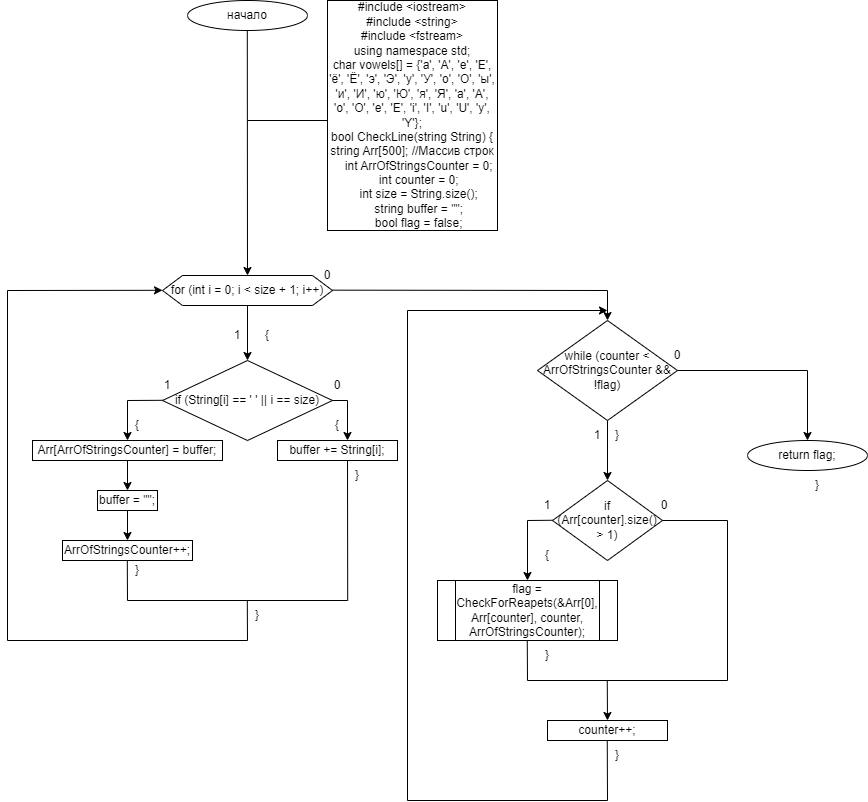 начало
#include <iostream>
#include <string>
#include <fstream>
using namespace std;
char vowels[] = {'а', 'А', 'е', 'Е',
'ё', 'Ё', 'э', 'Э', 'у', 'У', 'о', 'О', 'ы',
'и', 'И', 'ю', 'Ю', 'я', 'Я', 'a', 'A',
'o', 'O', 'e', 'E', 'i', 'I', 'u', 'U', 'y',
'Y'};
bool CheckLine(string String) {
string Arr[500]; //Массив строк
int ArrOfStringsCounter = 0;
int counter = 0;
int size = String.size();
string buffer = "";
bool flag = false;
for (int i = 0; i < size + 1; i++)
0
1
{
if (String[i] == ' ' || i == size)
1
0
{
{
Arr[ArrOfStringsCounter] = buffer;
buffer += String[i];
}
buffer = "";
ArrOfStringsCounter++;
}
}
while (counter <
ArrOfStringsCounter &&
!flag)
0
1
}
return flag;
}
if
(Arr[counter].size()
> 1)
1
0
{
flag =
CheckForReapets(&Arr[0],
Arr[counter], counter,
ArrOfStringsCounter);
}
counter++;
}